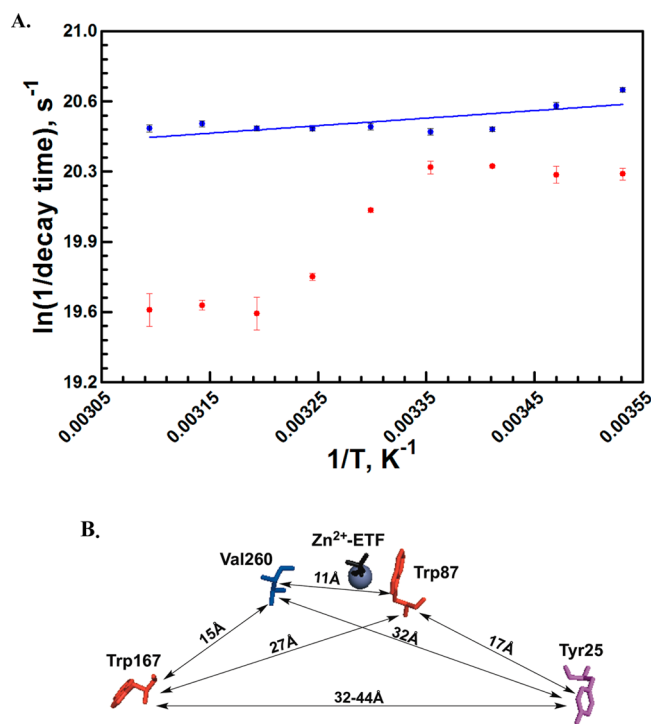 A.
21.0
20.6
20.3
19.9
19.6
19.2
ln(1/decay time), s⁻¹
0.00305
0.00315
0.00325
0.00335
0.00345
0.00355
1/T, K⁻¹
B.
Zn²⁺-ETF
Val260
Trp87
11Å
15Å
27Å
32Å
17Å
Tyr25
Trp167
32-44Å